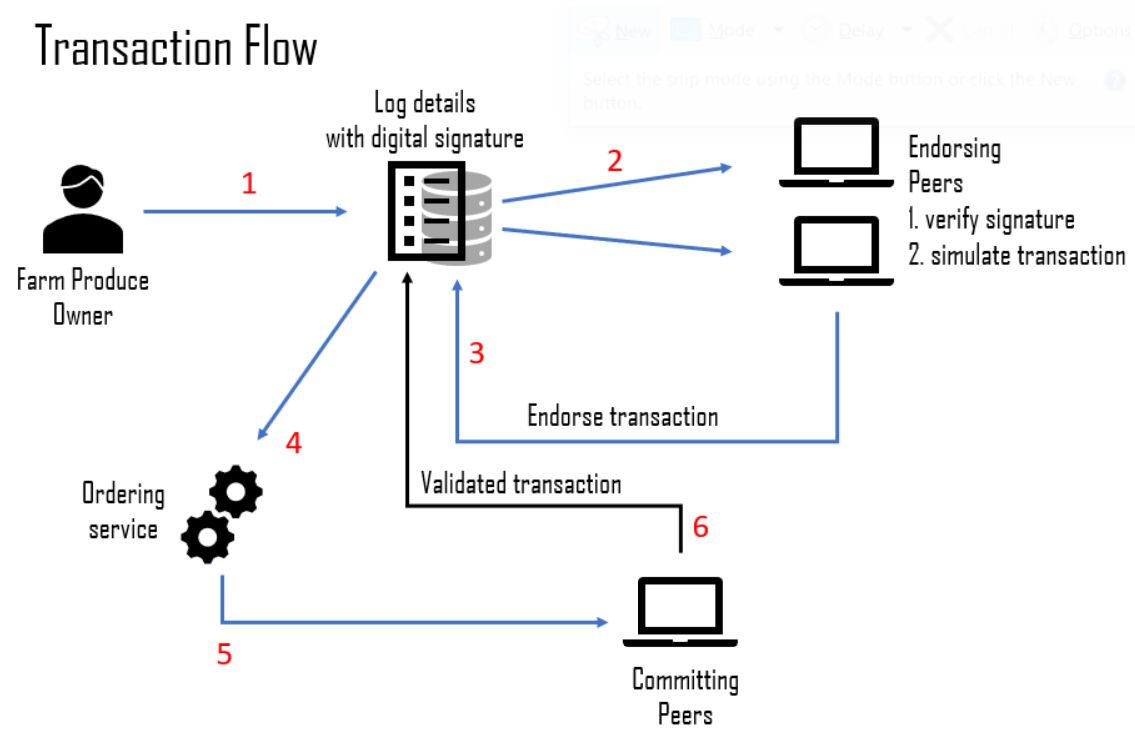 Transaction Flow
New
Mode
Delay
Options
Select the snip mode using the Mode button or click the New
button.
Log details
with digital signature
1
2
Endorsing
Peers
1. verify signature
2. simulate transaction
Farm Produce
Owner
3
Endorse transaction
4
Ordering
service
Validated transaction
6
5
Committing
Peers